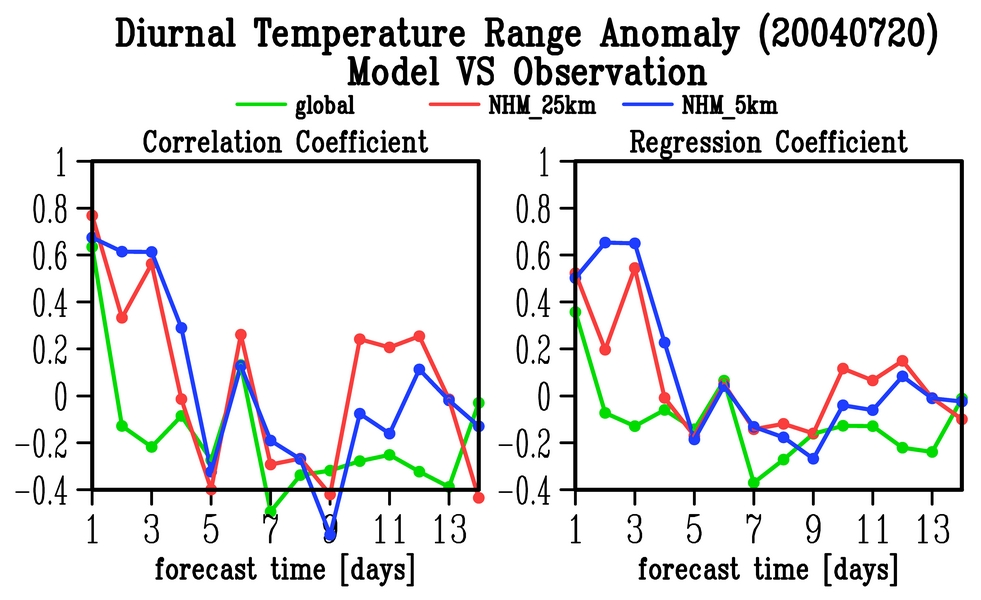 Diurnal Temperature Range Anomaly (20040720)
Model VS Observation
global NHM_25km NHM_5km
Correlation Coefficient
1
0.8
0.6
0.4
0.2
0
−0.2
−0.4
1 3 5 7 9 11 13
forecast time [days]
Regression Coefficient
1
0.8
0.6
0.4
0.2
0
−0.2
−0.4
1 3 5 7 9 11 13
forecast time [days]